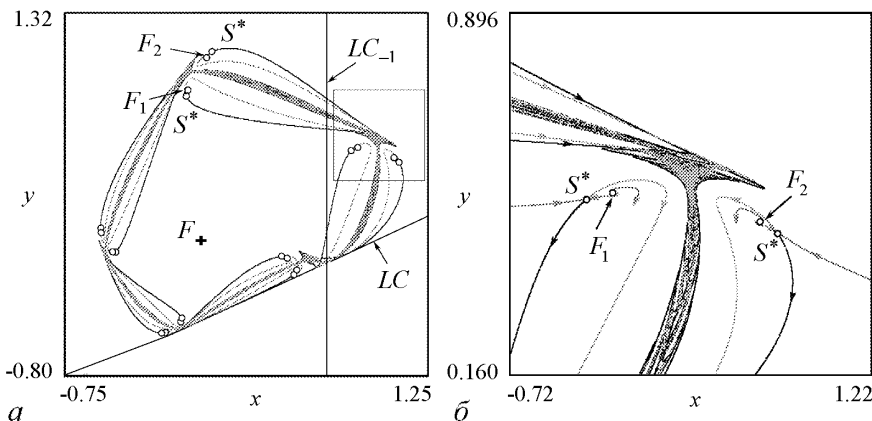 1.32
S*
F₂
LC₋₁
F₁
S*
y
F
LC
-0.80
-0.75
x
1.25
а
0.896
y
S*
F₁
F₂
S*
0.160
-0.72
x
1.22
б